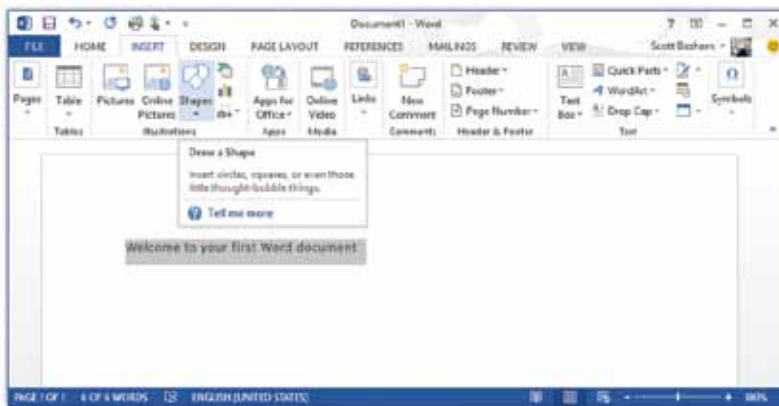 Document1 - Word
FILE HOME INSERT DESIGN PAGE LAYOUT REFERENCES MAILINGS REVIEW VIEW Scott Basham
Pages Table Pictures Online Pictures Shapes Apps for Office Online Video Links New Comment Header Footer Page Number Text Box Quick Parts WordArt Drop Cap Symbols
Tables Illustrations Apps Media Comments Header & Footer Text
Draw a Shape
Insert circles, squares, or even those
little thought-bubble things.
Tell me more
Welcome to your first Word document
PAGE 1 OF 1 6 OF 6 WORDS ENGLISH (UNITED STATES) 100%